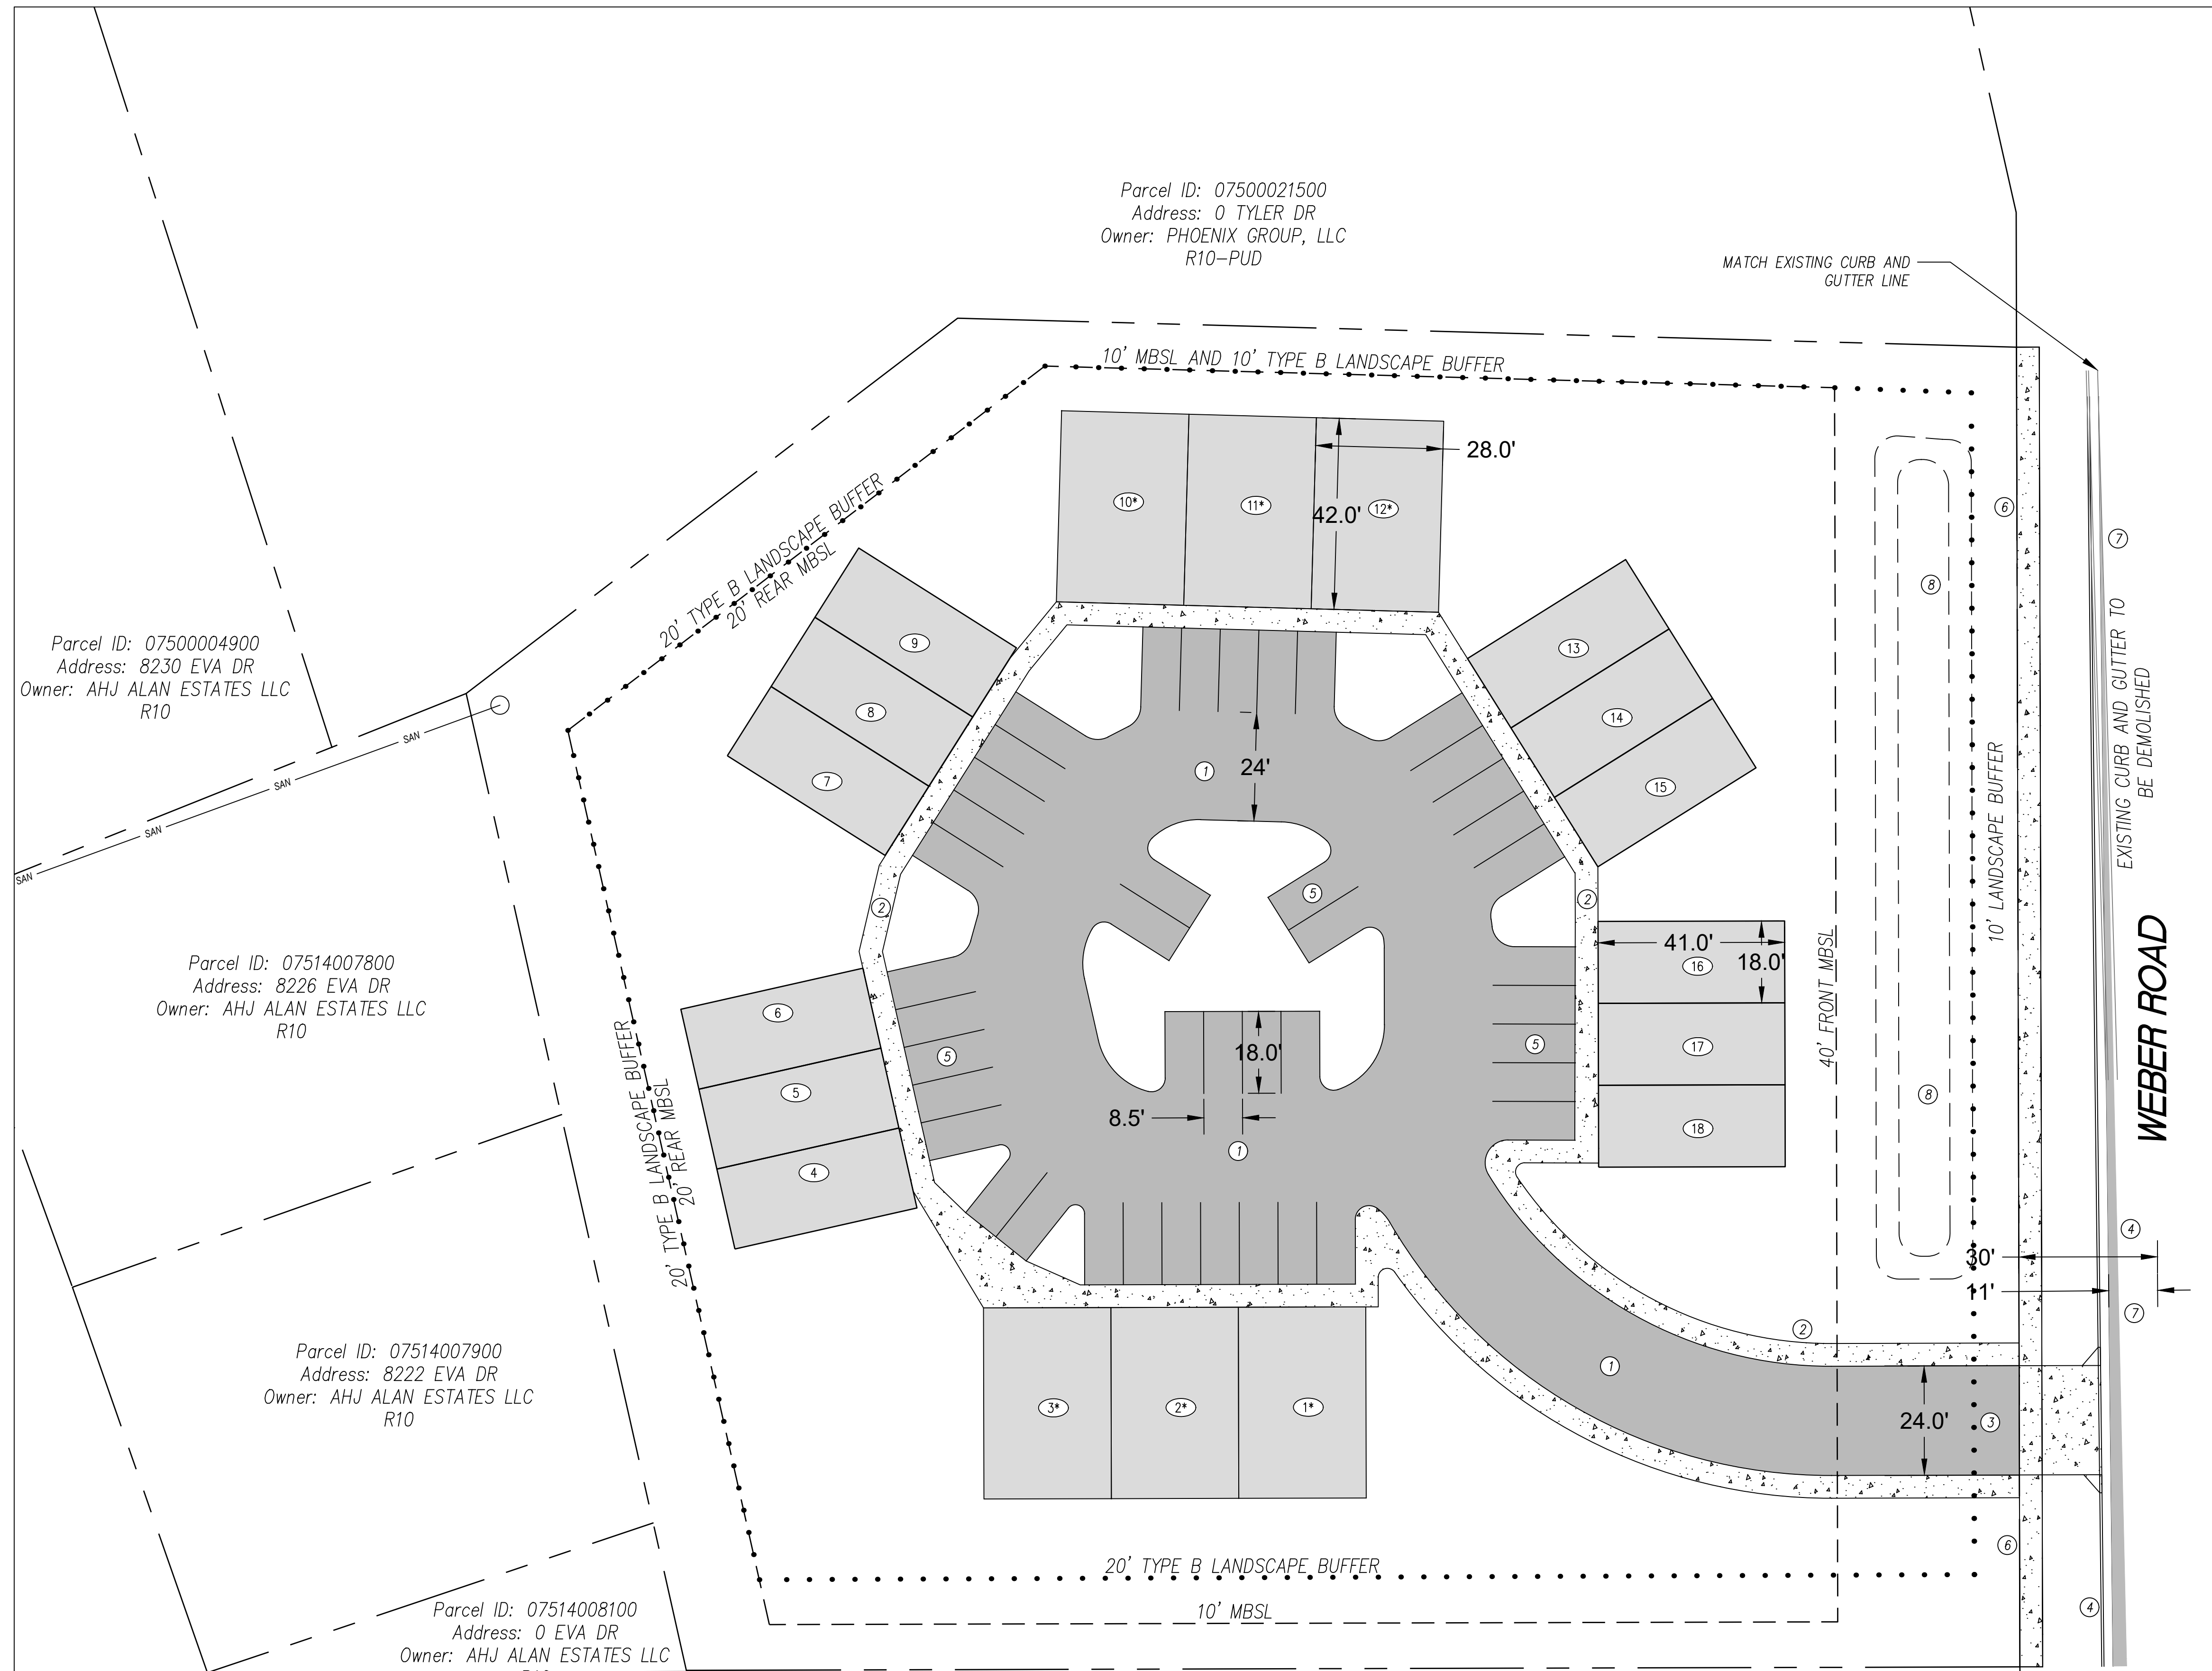 Parcel ID: 07500021500
Address: 0 TYLER DR
Owner: PHOENIX GROUP, LLC
R10-PUD
MATCH EXISTING CURB AND
GUTTER LINE
10' MBSL AND 10' TYPE B LANDSCAPE BUFFER
28.0'
42.0'
10*
11*
12*
20' TYPE B LANDSCAPE BUFFER
20' REAR MBSL
9
8
7
13
14
15
6
7
8
Parcel ID: 07500004900
Address: 8230 EVA DR
Owner: AHJ ALAN ESTATES LLC
R10
SAN
SAN
SAN
SAN
EXISTING CURB AND GUTTER TO
BE DEMOLISHED
1
24'
5
2
2
10' LANDSCAPE BUFFER
40' FRONT MBSL
WEBER ROAD
41.0'
18.0'
16
17
18
Parcel ID: 07514007800
Address: 8226 EVA DR
Owner: AHJ ALAN ESTATES LLC
R10
20' TYPE B LANDSCAPE BUFFER
20' REAR MBSL
6
5
4
5
5
18.0'
8.5'
1
8
4
30'
11'
7
2
1
24.0'
3
Parcel ID: 07514007900
Address: 8222 EVA DR
Owner: AHJ ALAN ESTATES LLC
R10
3*
2*
1*
6
4
20' TYPE B LANDSCAPE BUFFER
10' MBSL
Parcel ID: 07514008100
Address: 0 EVA DR
Owner: AHJ ALAN ESTATES LLC